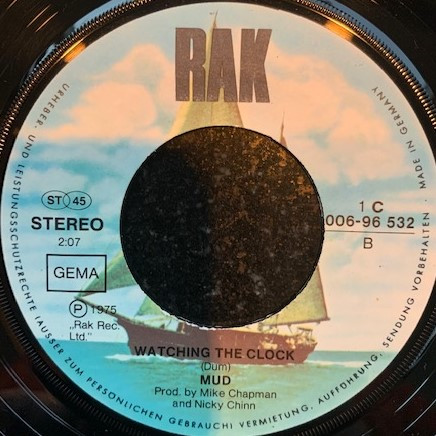 RAK
ST 45
STEREO
2:07
GEMA
Ⓟ 1975
„Rak Rec.
Ltd."
1 C
006-96 532
B
WATCHING THE CLOCK
(Dum)
MUD
Prod. by Mike Chapman
and Nicky Chinn
URHEBER- UND LEISTUNGSSCHUTZRECHTE (AUSSER ZUM PERSÖNLICHEN GEBRAUCH) VERMIETUNG, AUFFÜHRUNG, SENDUNG VORBEHALTEN · MADE IN GERMANY